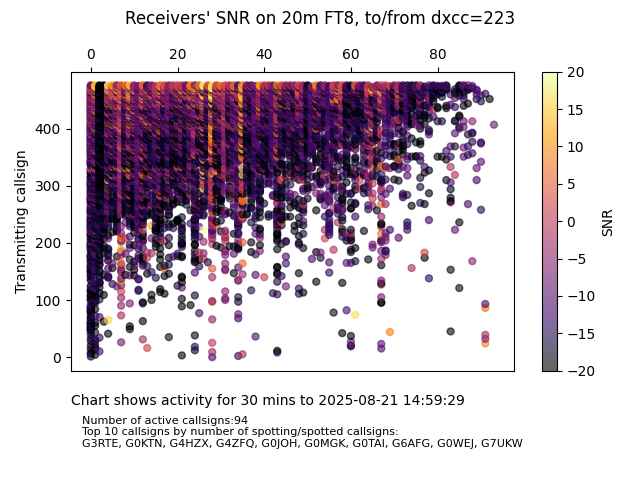 Receivers' SNR on 20m FT8, to/from dxcc=223
0 20 40 60 80
400
300
200
100
0
Transmitting callsign
20
15
10
5
0
−5
−10
−15
−20
SNR
Chart shows activity for 30 mins to 2025-08-21 14:59:29
Number of active callsigns:94
Top 10 callsigns by number of spotting/spotted callsigns:
G3RTE, G0KTN, G4HZX, G4ZFQ, G0JOH, G0MGK, G0TAI, G6AFG, G0WEJ, G7UKW